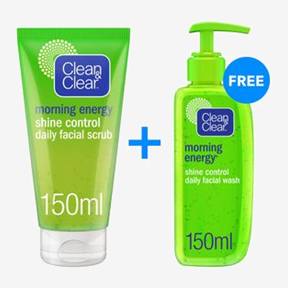 Clean&
Clear®
morning energy
shine control
daily facial scrub
150ml
+
FREE
Clean&
Clear®
morning
energy®
shine control
daily facial wash
150ml